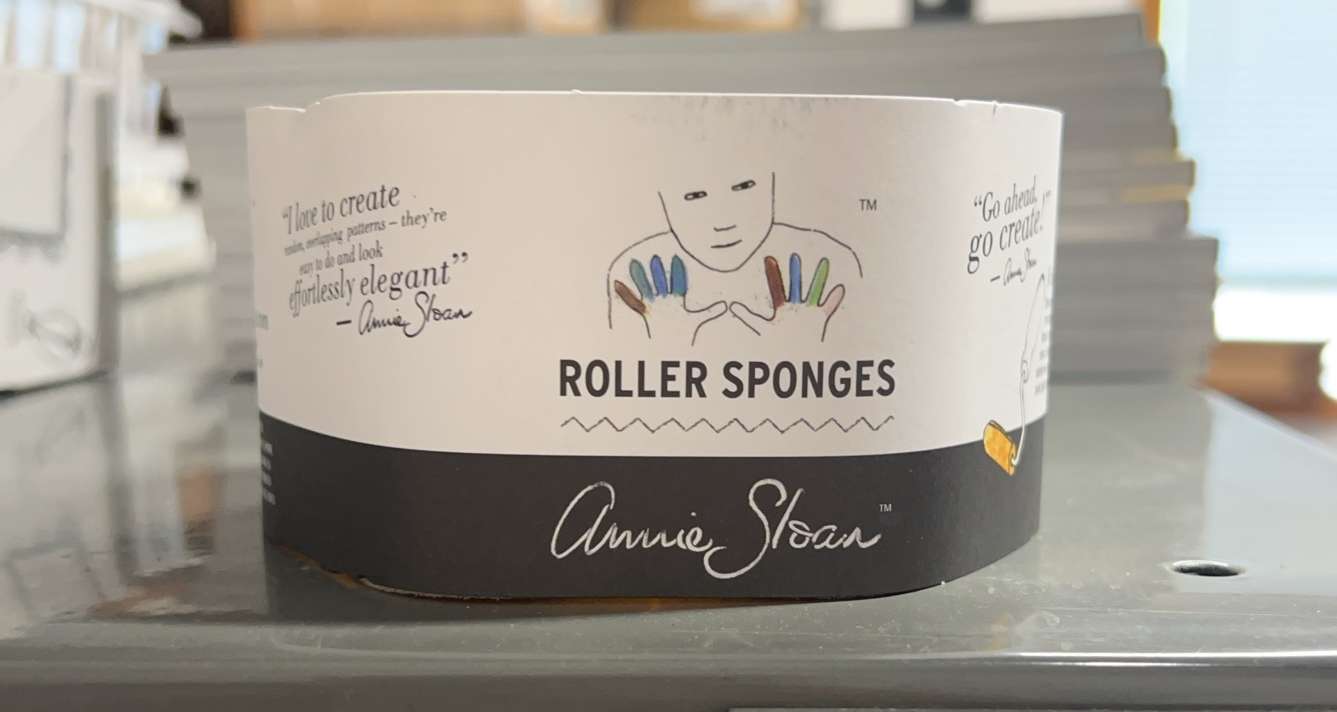 “I love to create
random, overlapping patterns – they’re
easy to do and look
effortlessly elegant”
– Annie Sloan
TM
ROLLER SPONGES
Annie Sloan TM
“Go ahead,
go create!”
– Annie Sloan